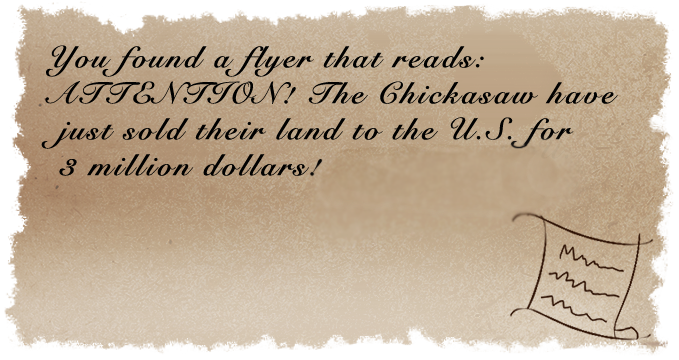 You found a flyer that reads:
ATTENTION! The Chickasaw have
just sold their land to the U.S. for
3 million dollars!